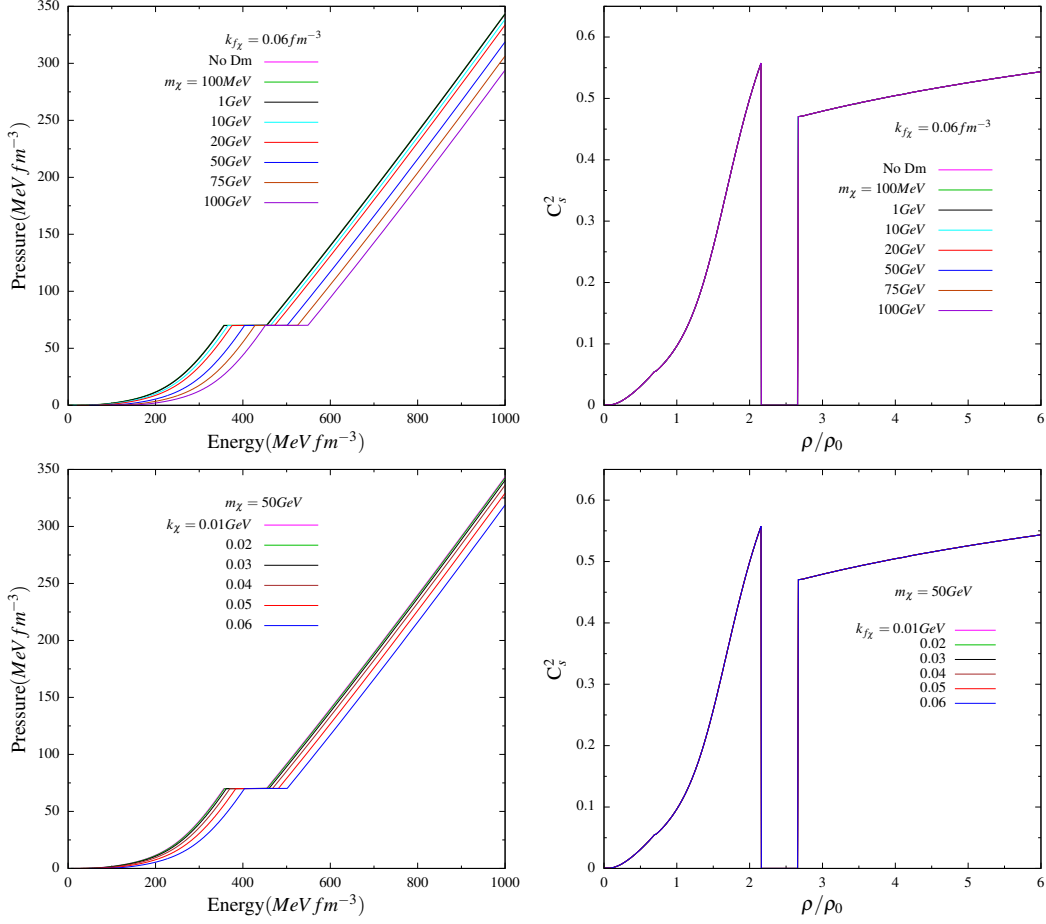 350
300
250
200
150
100
50
0
Pressure(MeV fm⁻³)
k_{fχ} = 0.06 fm⁻³
No Dm
m_χ = 100MeV
1GeV
10GeV
20GeV
50GeV
75GeV
100GeV
0 200 400 600 800 1000
Energy(MeV fm⁻³)
0.6
0.5
0.4
0.3
0.2
0.1
0
C_s^2
k_{fχ} = 0.06 fm⁻³
No Dm
m_χ = 100MeV
1GeV
10GeV
20GeV
50GeV
75GeV
100GeV
0 1 2 3 4 5 6
ρ/ρ₀
350
300
250
200
150
100
50
0
Pressure(MeV fm⁻³)
m_χ = 50GeV
k_χ = 0.01GeV
0.02
0.03
0.04
0.05
0.06
0 200 400 600 800 1000
Energy(MeV fm⁻³)
0.6
0.5
0.4
0.3
0.2
0.1
0
C_s^2
m_χ = 50GeV
k_{fχ} = 0.01GeV
0.02
0.03
0.04
0.05
0.06
0 1 2 3 4 5 6
ρ/ρ₀